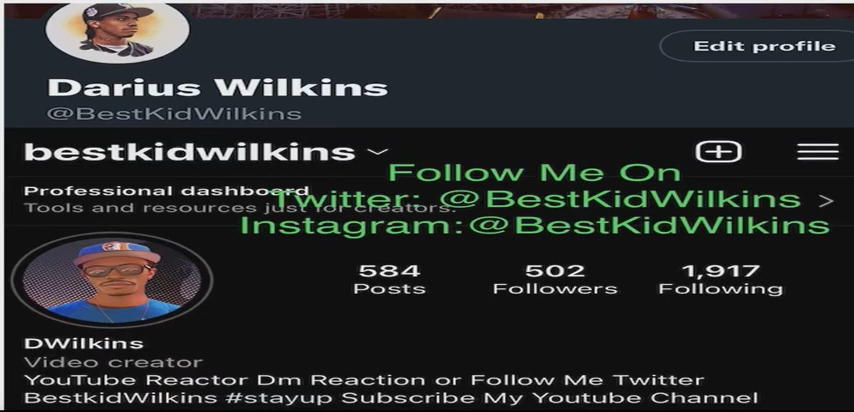 Edit profile
Darius Wilkins
@BestKidWilkins
bestkidwilkins
Follow Me On
Professional dashboard
Twitter: @BestKidWilkins
Tools and resources just for creators.
Instagram:@BestKidWilkins
584 502 1,917
Posts Followers Following
DWilkins
Video creator
YouTube Reactor Dm Reaction or Follow Me Twitter
BestkidWilkins #stayup Subscribe My Youtube Channel